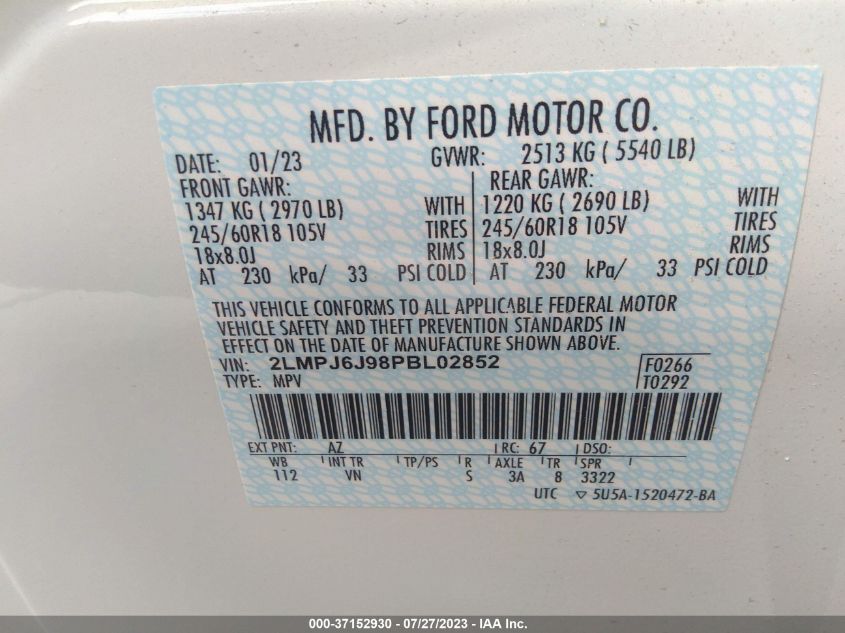 MFD. BY FORD MOTOR CO.
DATE: 01/23 GVWR: 2513 KG ( 5540 LB)
FRONT GAWR: REAR GAWR:
1347 KG ( 2970 LB) WITH 1220 KG ( 2690 LB) WITH
245/60R18 105V TIRES 245/60R18 105V TIRES
18x8.0J RIMS 18x8.0J RIMS
AT 230 kPa/ 33 PSI COLD AT 230 kPa/ 33 PSI COLD
THIS VEHICLE CONFORMS TO ALL APPLICABLE FEDERAL MOTOR
VEHICLE SAFETY AND THEFT PREVENTION STANDARDS IN
EFFECT ON THE DATE OF MANUFACTURE SHOWN ABOVE.
VIN: 2LMPJ6J98PBL02852 F0266
TYPE: MPV T0292
EXT PNT: AZ RC: 67 DSO:
WB INT TR TP/PS R AXLE TR SPR
112 VN S 3A 8 3322
UTC ▽ 5U5A-1520472-BA
000-37152930 - 07/27/2023 - IAA Inc.